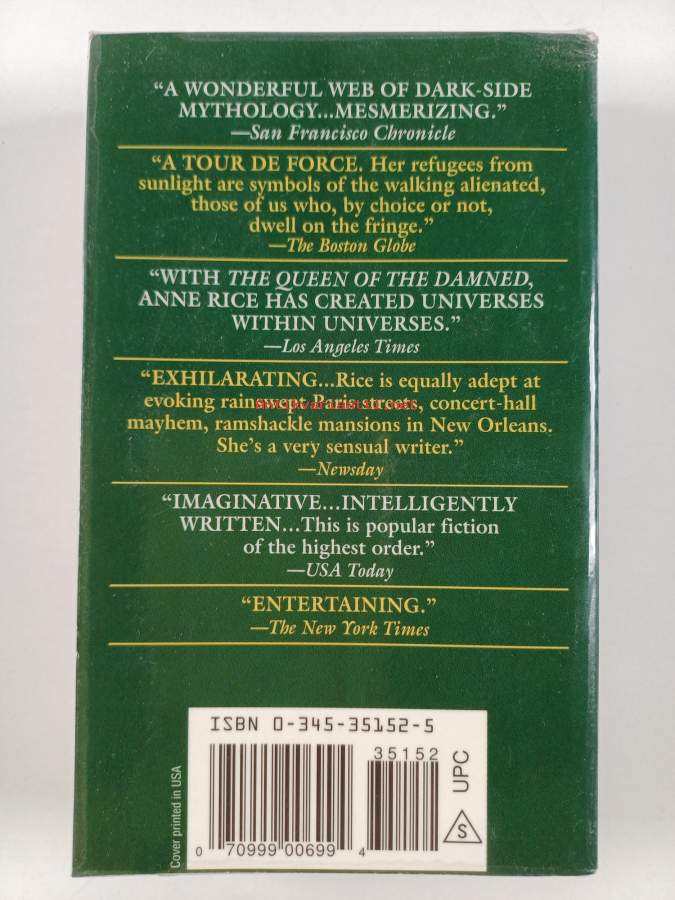 “A WONDERFUL WEB OF DARK-SIDE
MYTHOLOGY...MESMERIZING.”
—San Francisco Chronicle
“A TOUR DE FORCE. Her refugees from
sunlight are symbols of the walking alienated,
those of us who, by choice or not,
dwell on the fringe.”
—The Boston Globe
“WITH THE QUEEN OF THE DAMNED,
ANNE RICE HAS CREATED UNIVERSES
WITHIN UNIVERSES.”
—Los Angeles Times
“EXHILARATING...Rice is equally adept at
evoking rainswept Paris streets, concert-hall
mayhem, ramshackle mansions in New Orleans.
She's a very sensual writer.”
—Newsday
“IMAGINATIVE...INTELLIGENTLY
WRITTEN...This is popular fiction
of the highest order.”
—USA Today
“ENTERTAINING.”
—The New York Times
ISBN 0-345-35152-5
35152
0 70999 00699 4
UPC
S
Cover printed in USA